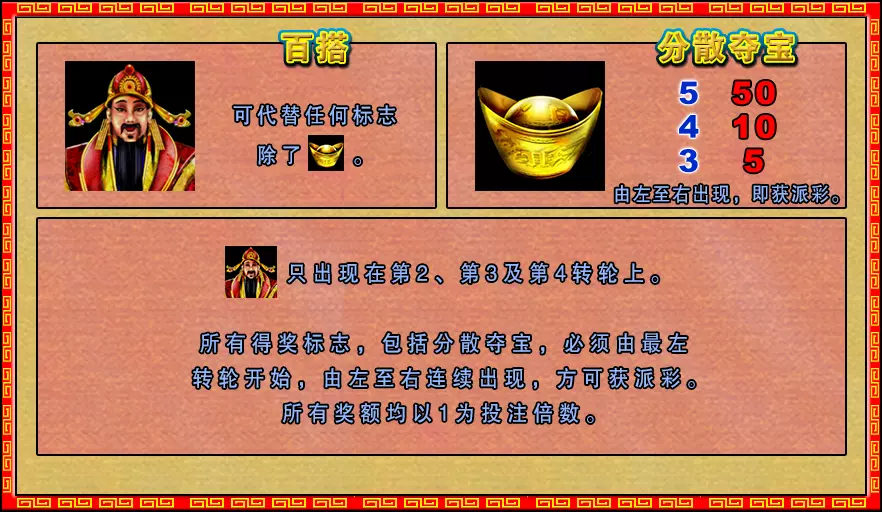 百搭
可代替任何标志
除了 。
分散夺宝
5 50
4 10
3 5
由左至右出现，即获派彩。
只出现在第2、第3及第4转轮上。
所有得奖标志，包括分散夺宝，必须由最左
转轮开始，由左至右连续出现，方可获派彩。
所有奖额均以1为投注倍数。